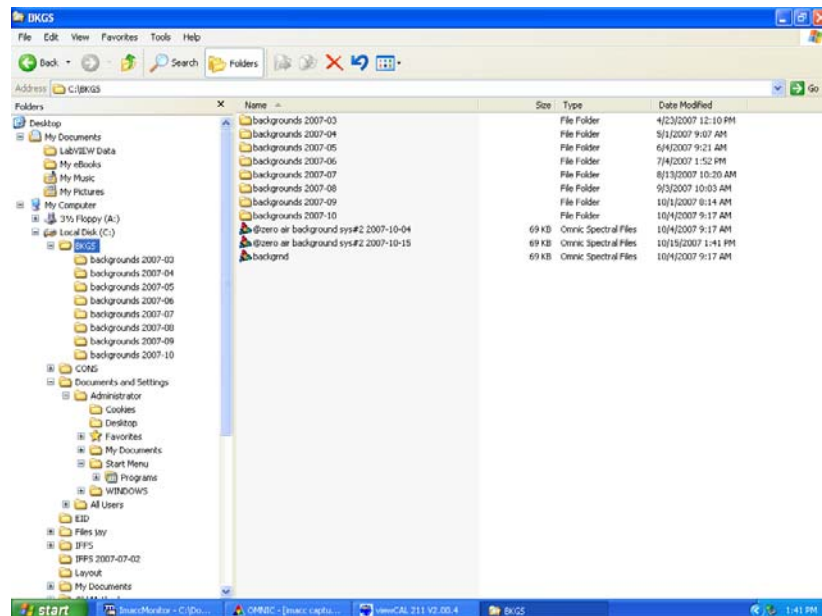 BKGS
File Edit View Favorites Tools Help
Back Search Folders
Address C:\BKGS Go
Folders
Name Size Type Date Modified
Desktop
My Documents
LabVIEW Data
My eBooks
My Music
My Pictures
My Computer
3½ Floppy (A:)
Local Disk (C:)
BKGS
backgrounds 2007-03
backgrounds 2007-04
backgrounds 2007-05
backgrounds 2007-06
backgrounds 2007-07
backgrounds 2007-08
backgrounds 2007-09
backgrounds 2007-10
CONS
Documents and Settings
Administrator
Cookies
Desktop
Favorites
My Documents
Start Menu
Programs
WINDOWS
All Users
EID
Files Jay
IFFS
IFFS 2007-07-02
Layout
My Documents
backgrounds 2007-03 File Folder 4/23/2007 12:10 PM
backgrounds 2007-04 File Folder 5/1/2007 9:07 AM
backgrounds 2007-05 File Folder 6/4/2007 9:21 AM
backgrounds 2007-06 File Folder 7/4/2007 1:52 PM
backgrounds 2007-07 File Folder 8/13/2007 10:20 AM
backgrounds 2007-08 File Folder 9/3/2007 10:03 AM
backgrounds 2007-09 File Folder 10/1/2007 8:14 AM
backgrounds 2007-10 File Folder 10/4/2007 9:17 AM
@zero air background sys#2 2007-10-04 69 KB Omnic Spectral Files 10/4/2007 9:17 AM
@zero air background sys#2 2007-10-15 69 KB Omnic Spectral Files 10/15/2007 1:41 PM
backgrnd 69 KB Omnic Spectral Files 10/4/2007 9:17 AM
start ImaccMonitor - C:\Do... OMNIC - [imacc captu... viewCAL 211 V2.00.4 BKGS 1:41 PM